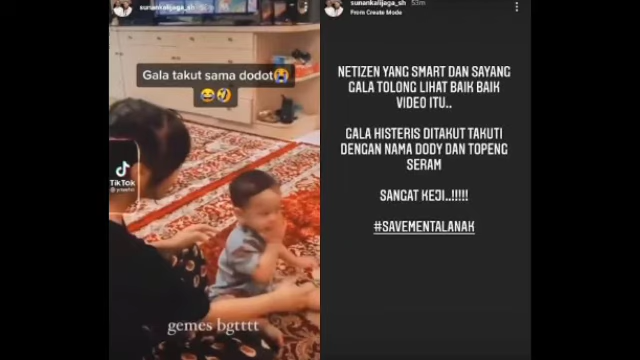 sunankalijaga_sh
Gala takut sama dodot😭
😂🤣
TikTok
gemes bgtttt
sunankalijaga_sh 53m
From Create Mode
NETIZEN YANG SMART DAN SAYANG
GALA TOLONG LIHAT BAIK BAIK
VIDEO ITU..
GALA HISTERIS DITAKUT TAKUTI
DENGAN NAMA DODY DAN TOPENG
SERAM
SANGAT KEJI..!!!!!
#SAVEMENTALANAK